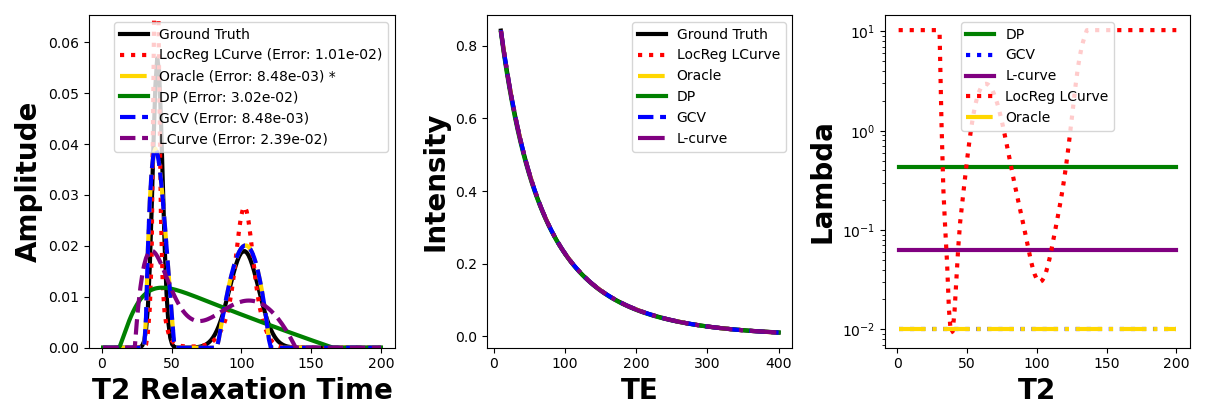 Amplitude
0.06
0.05
0.04
0.03
0.02
0.01
0.00
Ground Truth
LocReg LCurve (Error: 1.01e-02)
Oracle (Error: 8.48e-03) *
DP (Error: 3.02e-02)
GCV (Error: 8.48e-03)
LCurve (Error: 2.39e-02)
0 50 100 150 200
T2 Relaxation Time
Intensity
0.8
0.6
0.4
0.2
0.0
Ground Truth
LocReg LCurve
Oracle
DP
GCV
L-curve
0 100 200 300 400
TE
Lambda
10¹
10⁰
10⁻¹
10⁻²
DP
GCV
L-curve
LocReg LCurve
Oracle
0 50 100 150 200
T2